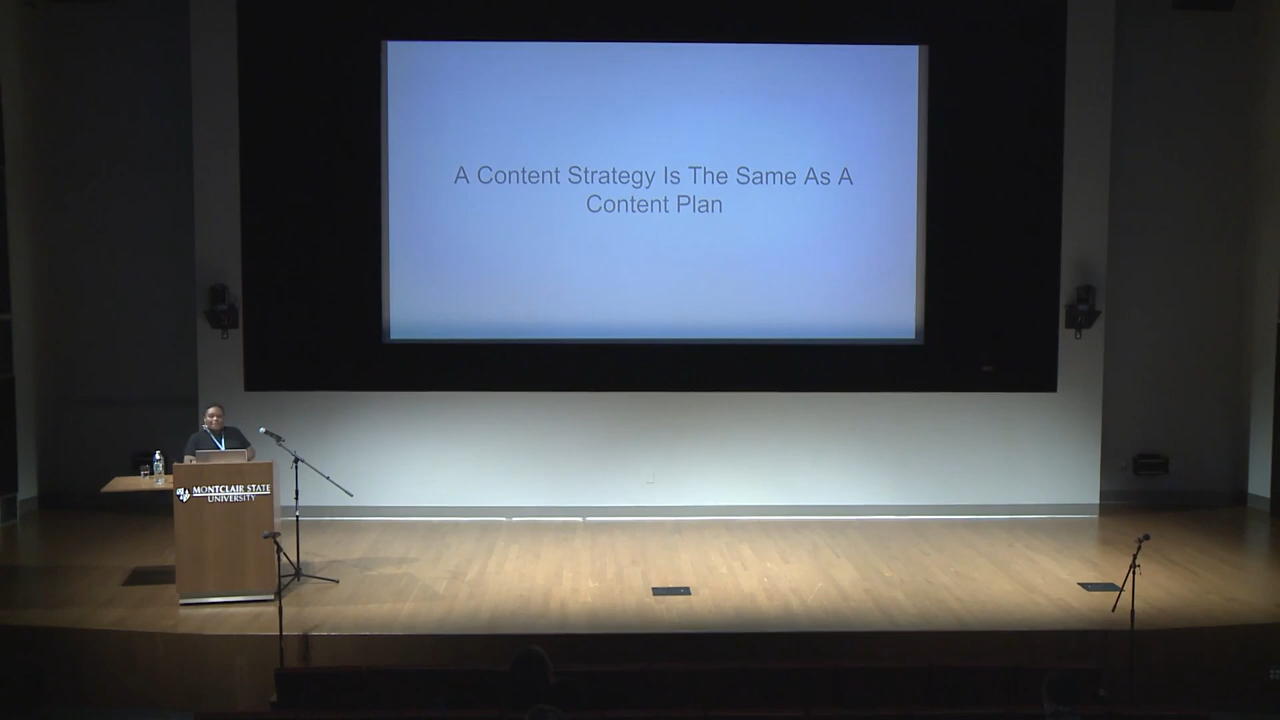 A Content Strategy Is The Same As A
Content Plan
MONTCLAIR STATE
UNIVERSITY